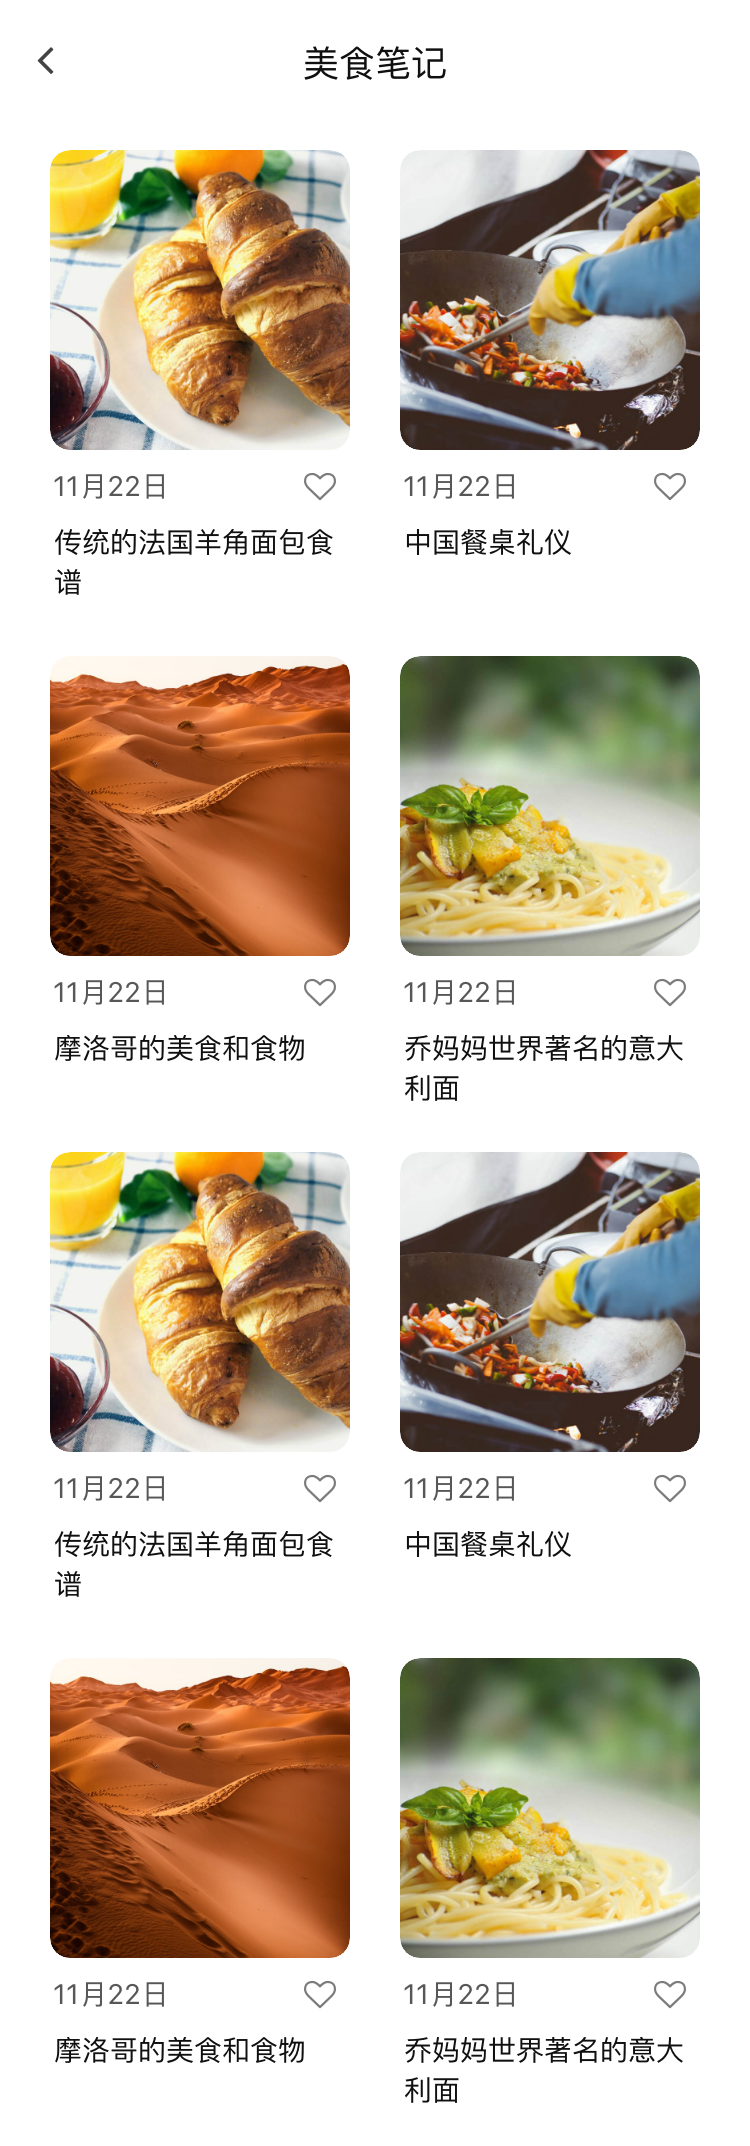 美食笔记
11月22日
11月22日
传统的法国羊角面包食
谱
中国餐桌礼仪
11月22日
11月22日
摩洛哥的美食和食物
乔妈妈世界著名的意大
利面
11月22日
11月22日
传统的法国羊角面包食
谱
中国餐桌礼仪
11月22日
11月22日
摩洛哥的美食和食物
乔妈妈世界著名的意大
利面